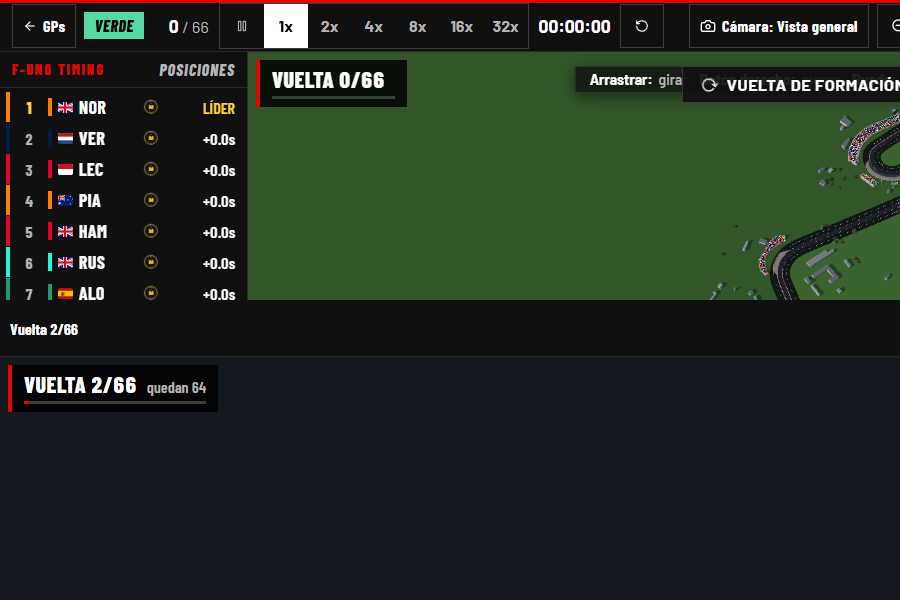 GPs VERDE 0 / 66 1x 2x 4x 8x 16x 32x 00:00:00 Cámara: Vista general
F-UNO TIMING POSICIONES
1 NOR M LÍDER
2 VER M +0.0s
3 LEC M +0.0s
4 PIA M +0.0s
5 HAM M +0.0s
6 RUS M +0.0s
7 ALO M +0.0s
VUELTA 0/66
Arrastrar: gira
VUELTA DE FORMACIÓN
Vuelta 2/66
VUELTA 2/66 quedan 64